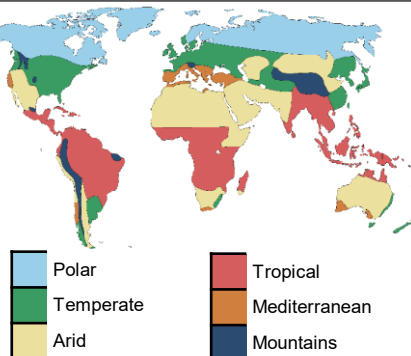 Polar
Temperate
Arid
Tropical
Mediterranean
Mountains